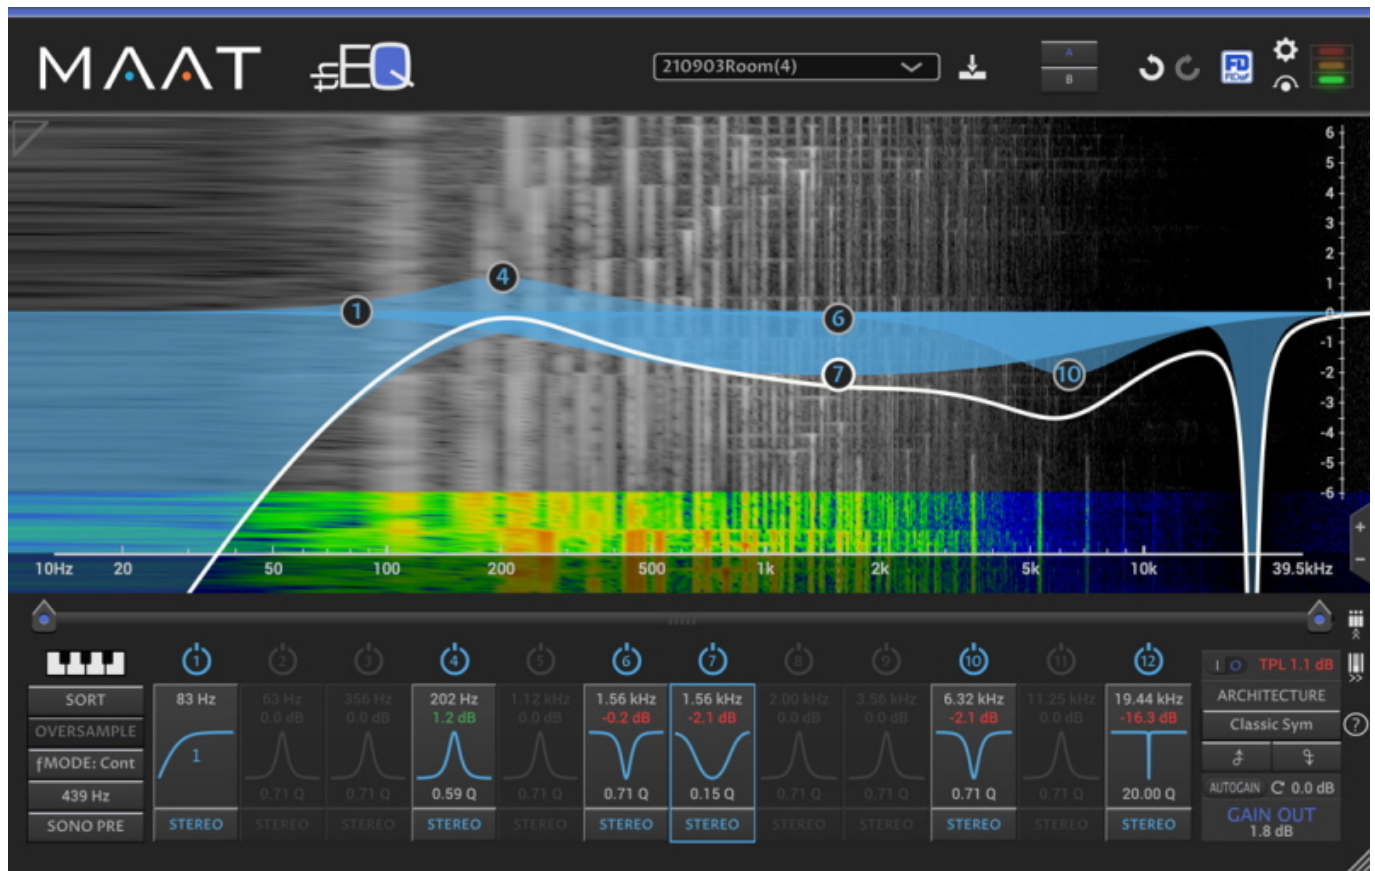 MAAT thEQ
210903Room(4)
A
B
FD
FLOW
6
5
4
3
2
1
0
-1
-2
-3
-4
-5
-6
1
4
6
7
10
+
-
10Hz 20 50 100 200 500 1k 2k 5k 10k 39.5kHz
1 2 3 4 5 6 7 8 9 10 11 12
I O TPL 1.1 dB
SORT
OVERSAMPLE
ƒMODE: Cont
439 Hz
SONO PRE
83 Hz 63 Hz 356 Hz 202 Hz 1.12 kHz 1.56 kHz 1.56 kHz 2.00 kHz 3.56 kHz 6.32 kHz 11.25 kHz 19.44 kHz
0.0 dB 0.0 dB 1.2 dB 0.0 dB -0.2 dB -2.1 dB 0.0 dB 0.0 dB -2.1 dB 0.0 dB -16.3 dB
1
0.71 Q 0.71 Q 0.59 Q 0.71 Q 0.71 Q 0.15 Q 0.71 Q 0.71 Q 0.71 Q 0.71 Q 20.00 Q
STEREO STEREO STEREO STEREO STEREO STEREO STEREO STEREO STEREO STEREO STEREO STEREO
ARCHITECTURE
Classic Sym
AUTOGAIN 0.0 dB
GAIN OUT
1.8 dB
?